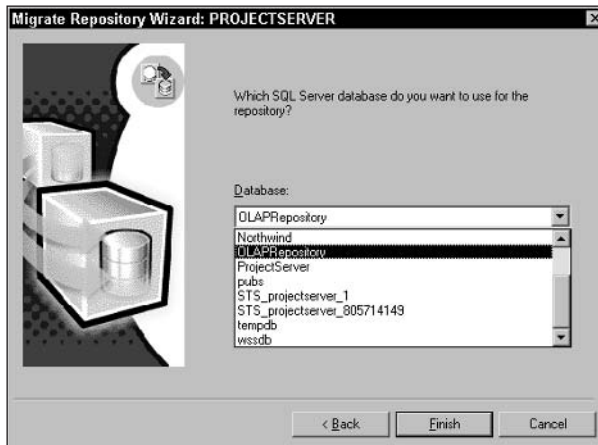 Migrate Repository Wizard: PROJECTSERVER
Which SQL Server database do you want to use for the
repository?
Database:
OLAPRepository
Northwind
OLAPRepository
ProjectServer
pubs
STS_projectserver_1
STS_projectserver_805714149
tempdb
wssdb
< Back
Finish
Cancel